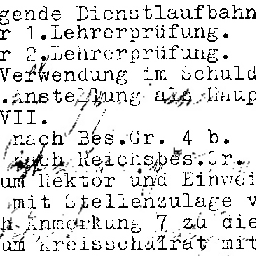 gende Dienstlaufbahn
r 1.Lehrerprüfung.
r 2.Lehrerprüfung.
Verwendung im Schuld
.Anstellung als Haup
VII.
nach Bes.Gr. 4 b.
nach Reichsbes.Gr.
um Rektor und Einwei
mit Stellenzulage v
h Anmerkung 7 zu die
um Kreisschulrat mit